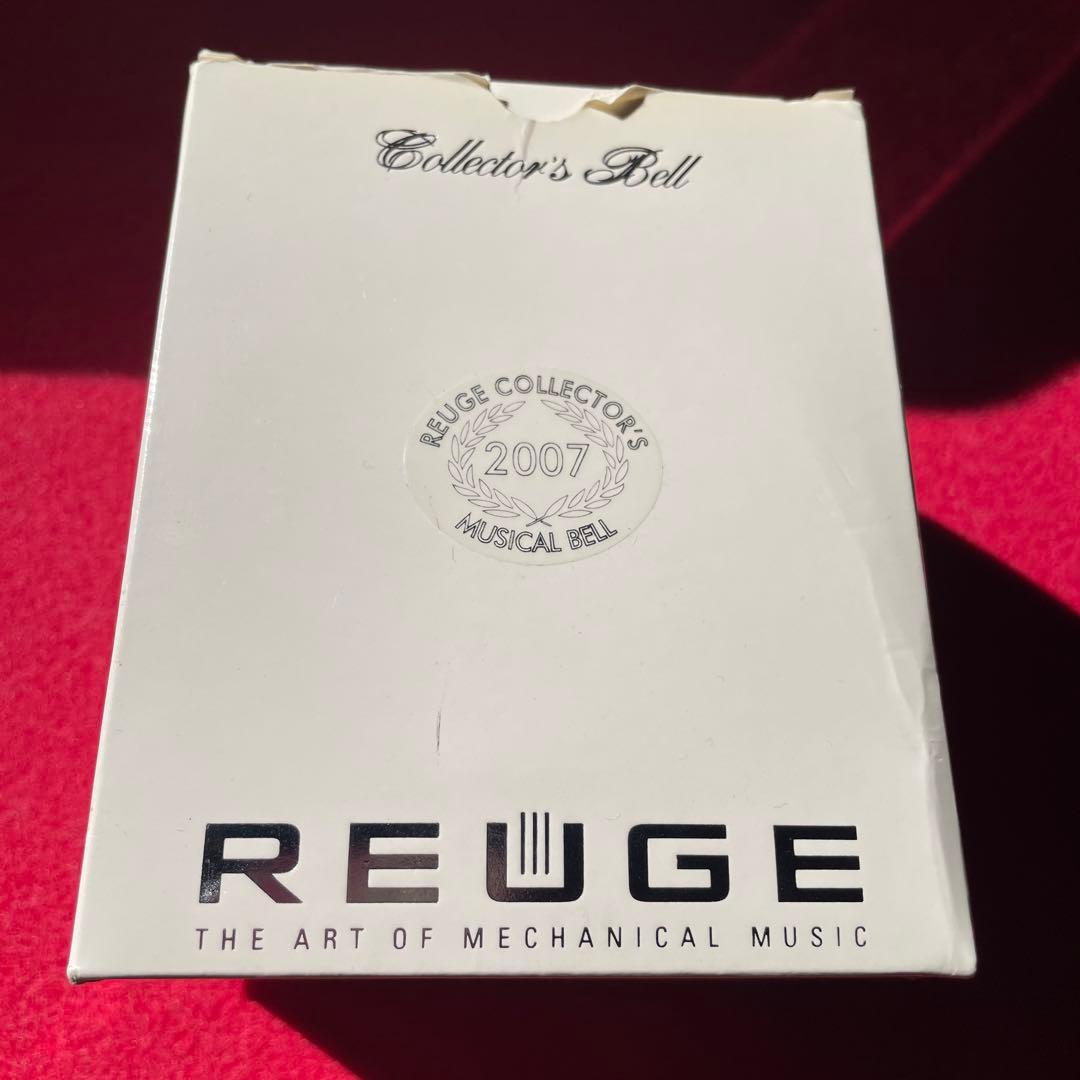 Collector's Bell
REUGE COLLECTOR'S
2007
MUSICAL BELL
REUGE
THE ART OF MECHANICAL MUSIC